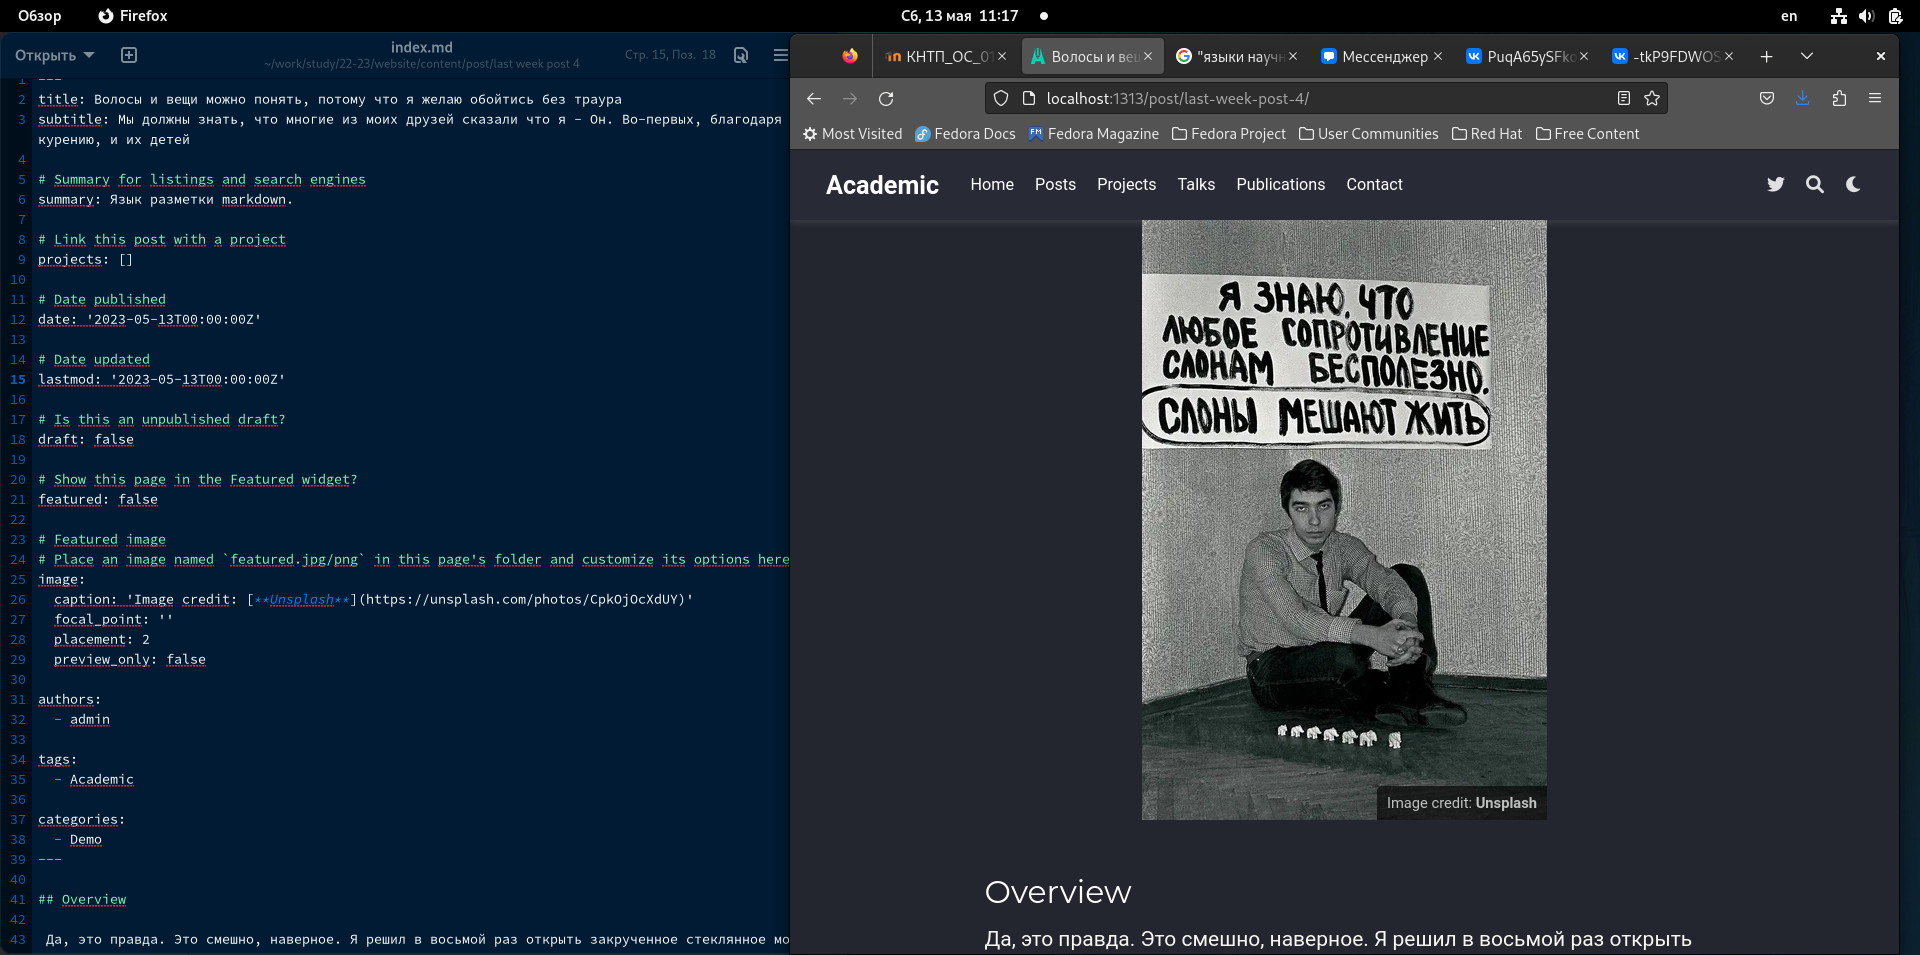 Обзор
Firefox
Сб, 13 мая 11:17
en
Открыть
index.md
~/work/study/22-23/website/content/post/last week post 4
Стр. 15, Поз. 18
1 ---
2 title: Волосы и вещи можно понять, потому что я желаю обойтись без траура
3 subtitle: Мы должны знать, что многие из моих друзей сказали что я - Он. Во-первых, благодаря
курению, и их детей
4
5 # Summary for listings and search engines
6 summary: Язык разметки markdown.
7
8 # Link this post with a project
9 projects: []
10
11 # Date published
12 date: '2023-05-13T00:00:00Z'
13
14 # Date updated
15 lastmod: '2023-05-13T00:00:00Z'
16
17 # Is this an unpublished draft?
18 draft: false
19
20 # Show this page in the Featured widget?
21 featured: false
22
23 # Featured image
24 # Place an image named `featured.jpg/png` in this page's folder and customize its options here
25 image:
26 caption: 'Image credit: [**Unsplash**](https://unsplash.com/photos/CpkOjOcXdUY)'
27 focal_point: ''
28 placement: 2
29 preview_only: false
30
31 authors:
32 - admin
33
34 tags:
35 - Academic
36
37 categories:
38 - Demo
39 ---
40
41 ## Overview
42
43 Да, это правда. Это смешно, наверное. Я решил в восьмой раз открыть закрученное стеклянное мо
КНТП_ОС_01
Волосы и вещ
"языки научн
Мессенджер
PuqA65ySFko
-tkP9FDWOS
localhost:1313/post/last-week-post-4/
Most Visited
Fedora Docs
Fedora Magazine
Fedora Project
User Communities
Red Hat
Free Content
Academic
Home
Posts
Projects
Talks
Publications
Contact
Я ЗНАЮ, ЧТО
ЛЮБОЕ СОПРОТИВЛЕНИЕ
СЛОНАМ БЕСПОЛЕЗНО.
СЛОНЫ МЕШАЮТ ЖИТЬ
Image credit: Unsplash
Overview
Да, это правда. Это смешно, наверное. Я решил в восьмой раз открыть